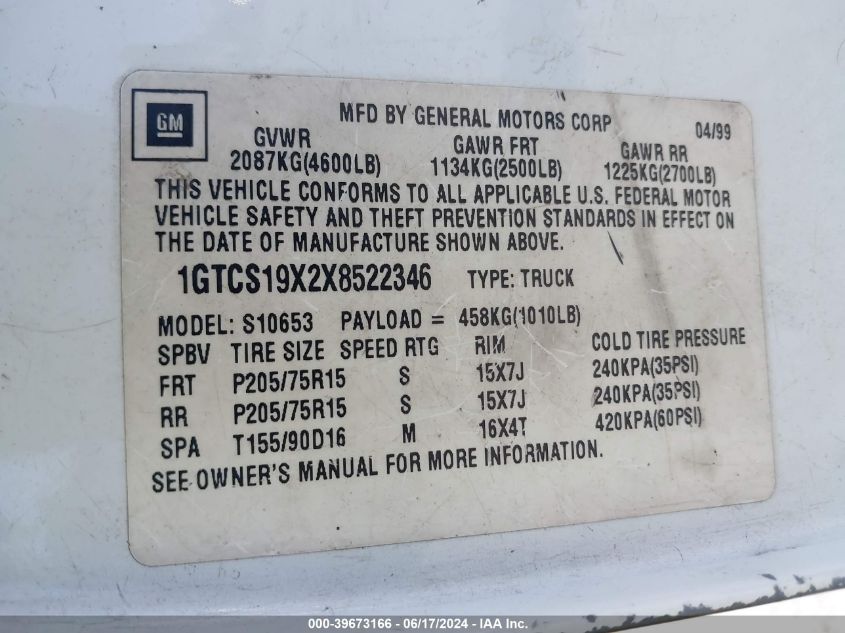 GM
MFD BY GENERAL MOTORS CORP 04/99
GVWR GAWR FRT GAWR RR
2087KG(4600LB) 1134KG(2500LB) 1225KG(2700LB)
THIS VEHICLE CONFORMS TO ALL APPLICABLE U.S. FEDERAL MOTOR
VEHICLE SAFETY AND THEFT PREVENTION STANDARDS IN EFFECT ON
THE DATE OF MANUFACTURE SHOWN ABOVE.
1GTCS19X2X8522346 TYPE: TRUCK
MODEL: S10653 PAYLOAD = 458KG(1010LB)
SPBV TIRE SIZE SPEED RTG RIM COLD TIRE PRESSURE
FRT P205/75R15 S 15X7J 240KPA(35PSI)
RR P205/75R15 S 15X7J 240KPA(35PSI)
SPA T155/90D16 M 16X4T 420KPA(60PSI)
SEE OWNER'S MANUAL FOR MORE INFORMATION.
000-39673166 - 06/17/2024 - IAA Inc.